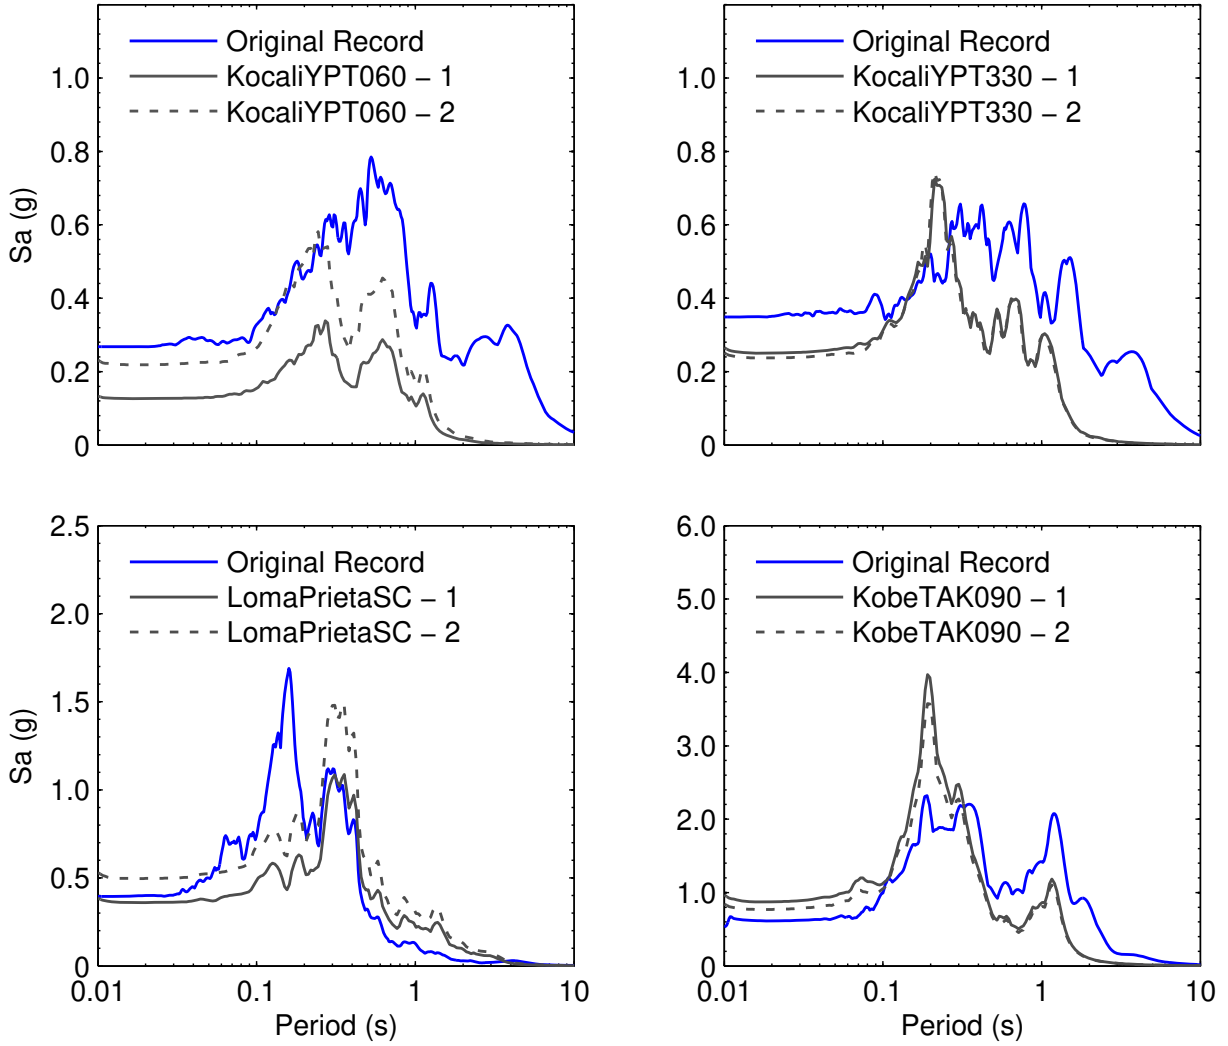 Original Record
KocaliYPT060 − 1
KocaliYPT060 − 2
1.0
0.8
0.6
0.4
0.2
0
Sa (g)
Original Record
KocaliYPT330 − 1
KocaliYPT330 − 2
1.0
0.8
0.6
0.4
0.2
0
Original Record
LomaPrietaSC − 1
LomaPrietaSC − 2
2.5
2.0
1.5
1.0
0.5
0
Sa (g)
0.01 0.1 1 10
Period (s)
Original Record
KobeTAK090 − 1
KobeTAK090 − 2
6.0
5.0
4.0
3.0
2.0
1.0
0
0.01 0.1 1 10
Period (s)